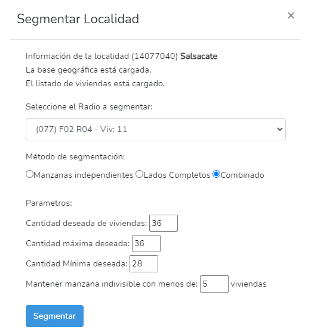 Segmentar Localidad
×
Información de la localidad (14077040) Salsacate
La base geográfica está cargada.
El listado de viviendas está cargado.
Seleccione el Radio a segmentar:
(077) F02 R04 - Viv: 11
Método de segmentación:
Manzanas independientes Lados Completos Combinado
Parametros:
Cantidad deseada de viviendas: 36
Cantidad máxima deseada: 36
Cantidad Mínima deseada: 28
Mantener manzana indivisible con menos de: 5 viviendas
Segmentar